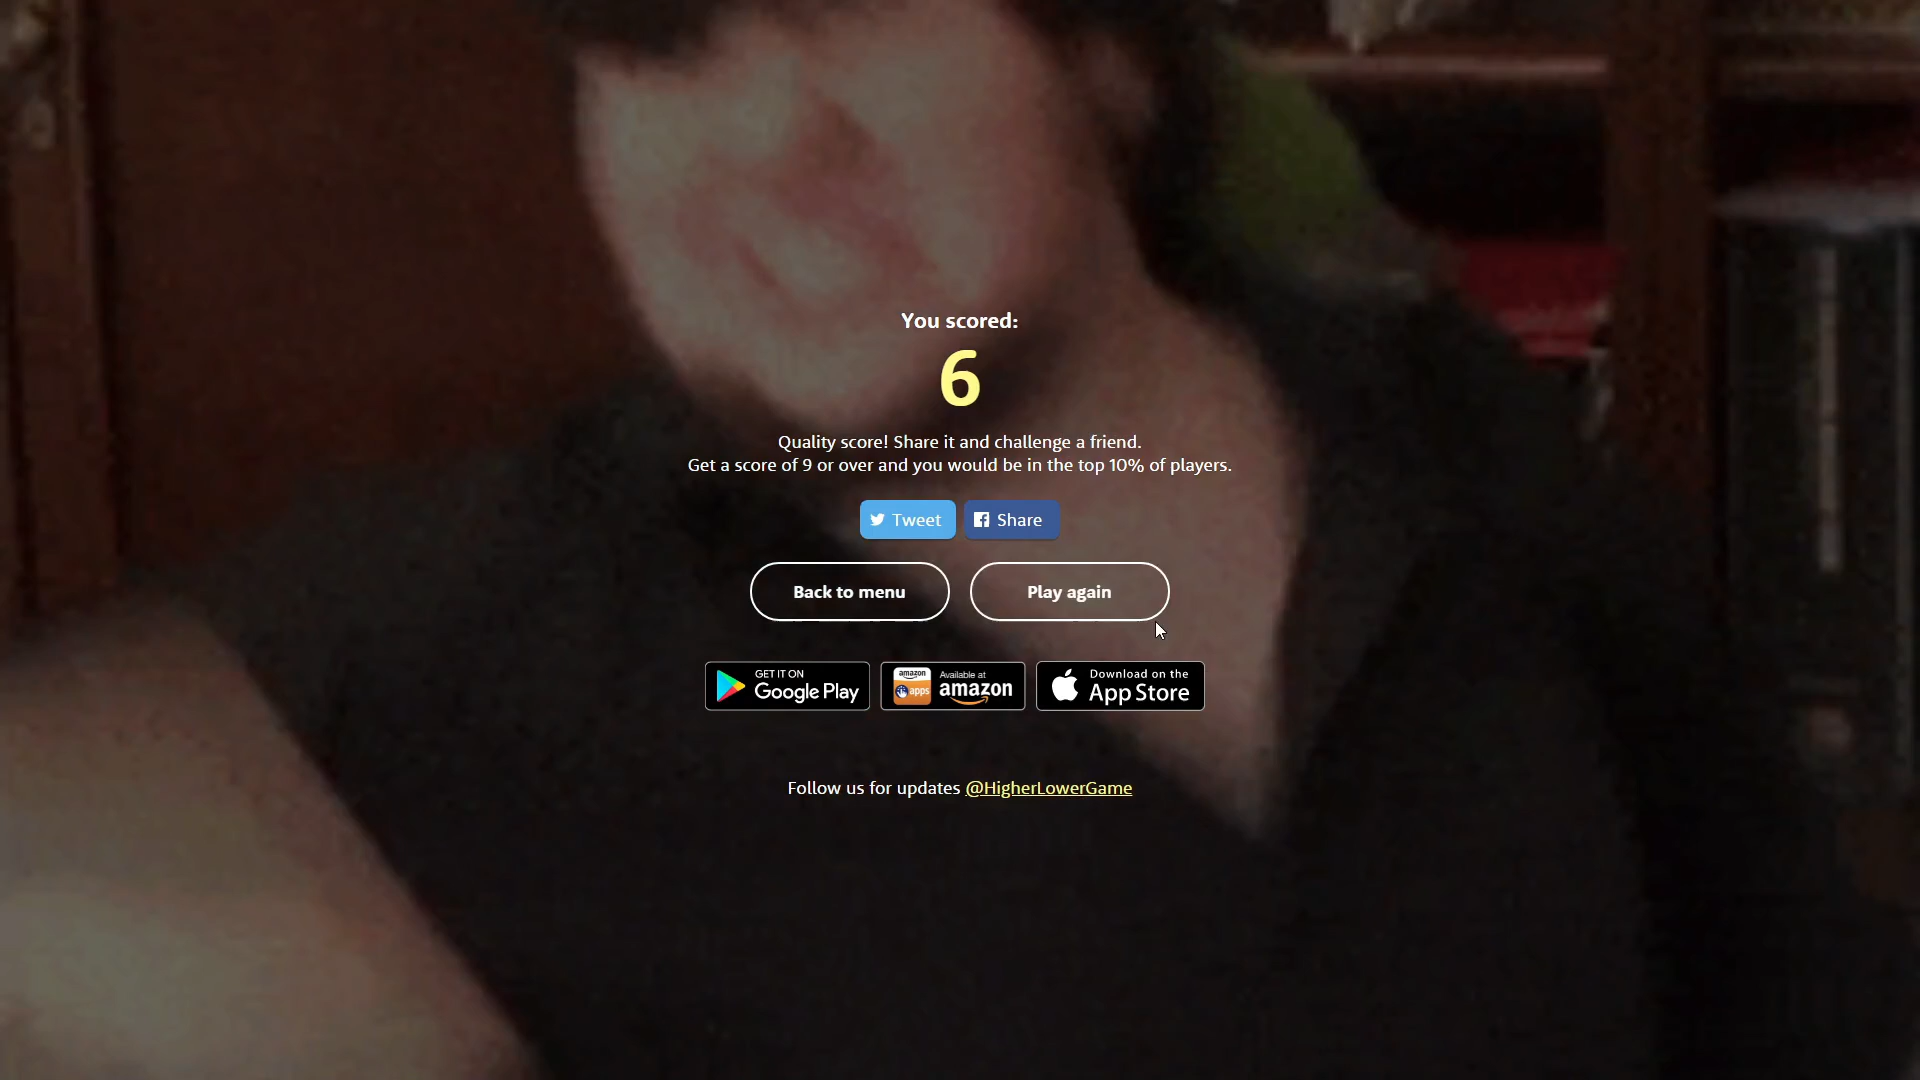 You scored:
6
Quality score! Share it and challenge a friend.
Get a score of 9 or over and you would be in the top 10% of players.
Tweet
Share
Back to menu
Play again
GET IT ON
Google Play
amazon
apps
Available at
amazon
Download on the
App Store
Follow us for updates @HigherLowerGame